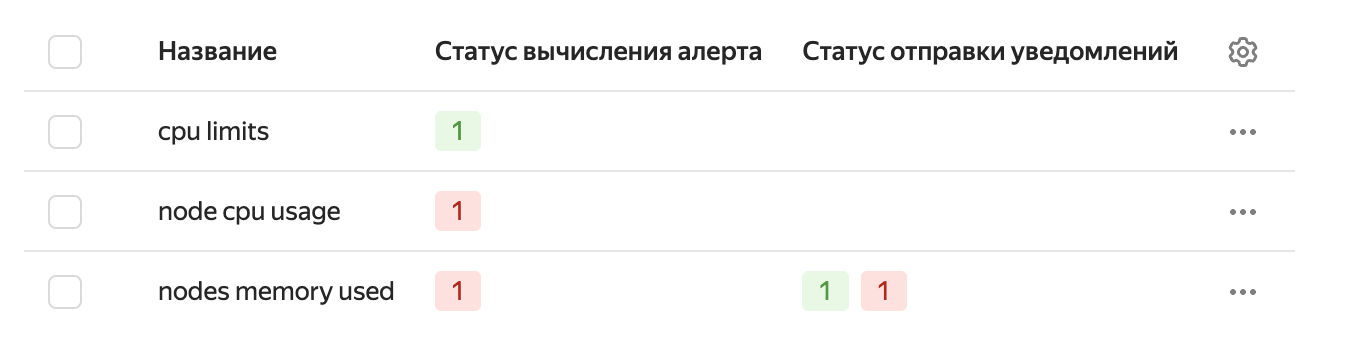 Название Статус вычисления алерта Статус отправки уведомлений
cpu limits 1
node cpu usage 1
nodes memory used 1 1 1